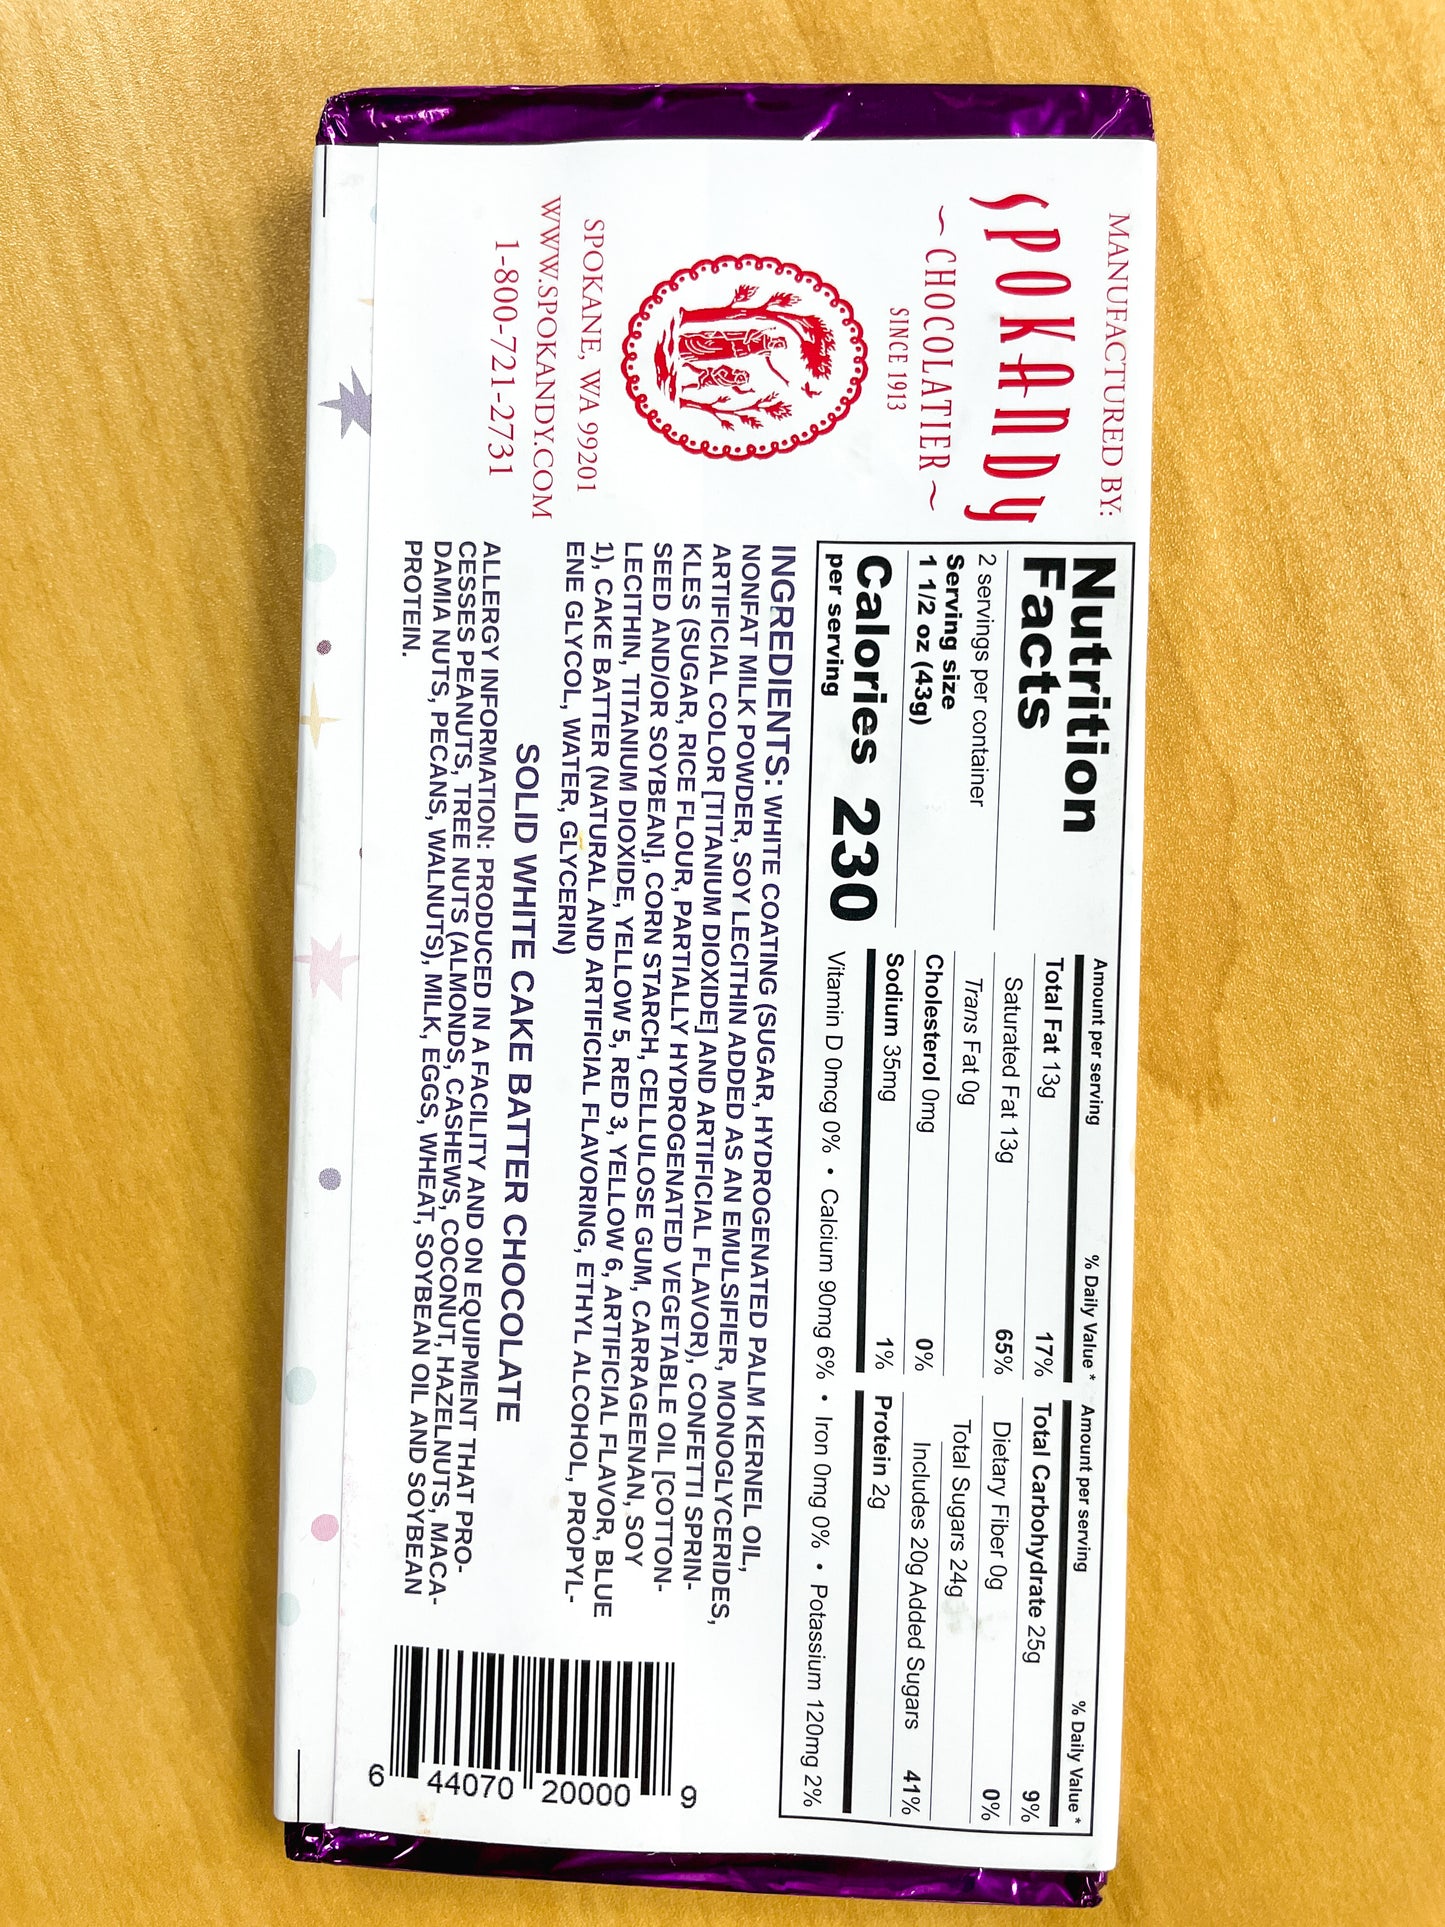 MANUFACTURED BY:
SPOKANDY
~ CHOCOLATIER ~
SINCE 1913
SPOKANE, WA 99201
WWW.SPOKANDY.COM
1-800-721-2731
Nutrition
Facts
2 servings per container
Serving size
1 1/2 oz (43g)
Calories 230
per serving
Amount per serving % Daily Value *
Total Fat 13g 17%
Saturated Fat 13g 65%
Trans Fat 0g
Cholesterol 0mg 0%
Sodium 35mg 1%
Amount per serving % Daily Value *
Total Carbohydrate 25g 9%
Dietary Fiber 0g 0%
Total Sugars 24g
Includes 20g Added Sugars 41%
Protein 2g
Vitamin D 0mcg 0% • Calcium 90mg 6% • Iron 0mg 0% • Potassium 120mg 2%
INGREDIENTS: WHITE COATING (SUGAR, HYDROGENATED PALM KERNEL OIL,
NONFAT MILK POWDER, SOY LECITHIN ADDED AS AN EMULSIFIER, MONOGLYCERIDES,
ARTIFICIAL COLOR [TITANIUM DIOXIDE] AND ARTIFICIAL FLAVOR), CONFETTI SPRIN-
KLES (SUGAR, RICE FLOUR, PARTIALLY HYDROGENATED VEGETABLE OIL [COTTON-
SEED AND/OR SOYBEAN], CORN STARCH, CELLULOSE GUM, CARRAGEENAN, SOY
LECITHIN, TITANIUM DIOXIDE, YELLOW 5, RED 3, YELLOW 6, ARTIFICIAL FLAVOR, BLUE
1), CAKE BATTER (NATURAL AND ARTIFICIAL FLAVORING, ETHYL ALCOHOL, PROPYL-
ENE GLYCOL, WATER, GLYCERIN)
SOLID WHITE CAKE BATTER CHOCOLATE
ALLERGY INFORMATION: PRODUCED IN A FACILITY AND ON EQUIPMENT THAT PRO-
CESSES PEANUTS, TREE NUTS (ALMONDS, CASHEWS, COCONUT, HAZELNUTS, MACA-
DAMIA NUTS, PECANS, WALNUTS), MILK, EGGS, WHEAT, SOYBEAN OIL AND SOYBEAN
PROTEIN.
6 44070 20000 9